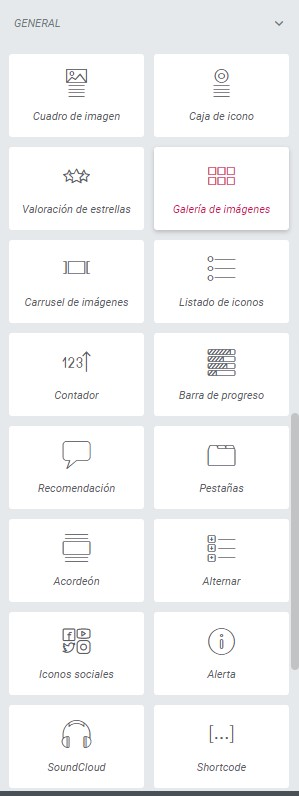 GENERAL
Cuadro de imagen
Caja de icono
Valoración de estrellas
Galería de imágenes
Carrusel de imágenes
Listado de iconos
123
Contador
Barra de progreso
Recomendación
Pestañas
Acordeón
Alternar
Iconos sociales
Alerta
SoundCloud
[...]
Shortcode